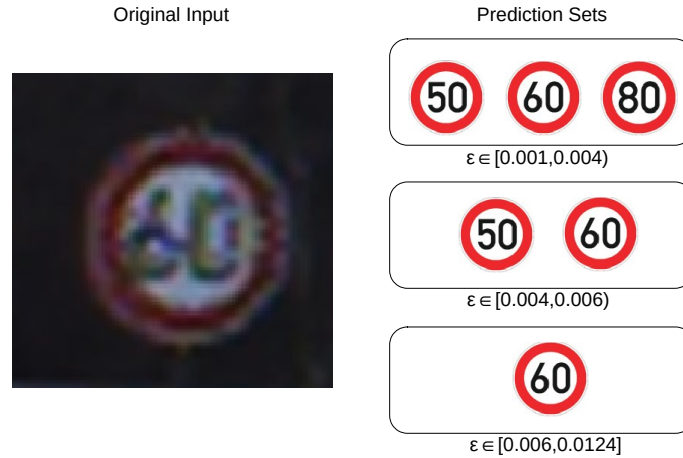 Original Input
60
Prediction Sets
50 60 80
ε ∈ [0.001,0.004)
50 60
ε ∈ [0.004,0.006)
60
ε ∈ [0.006,0.0124]